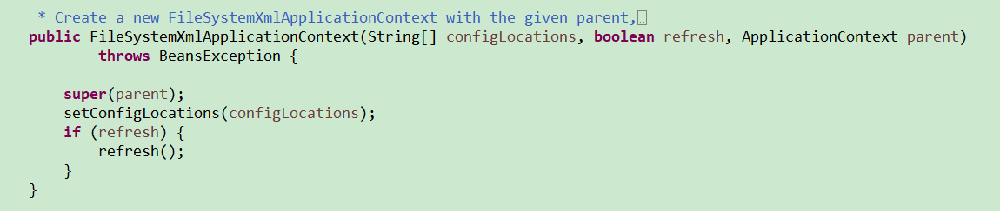 * Create a new FileSystemXmlApplicationContext with the given parent,
public FileSystemXmlApplicationContext(String[] configLocations, boolean refresh, ApplicationContext parent)
throws BeansException {
super(parent);
setConfigLocations(configLocations);
if (refresh) {
refresh();
}
}